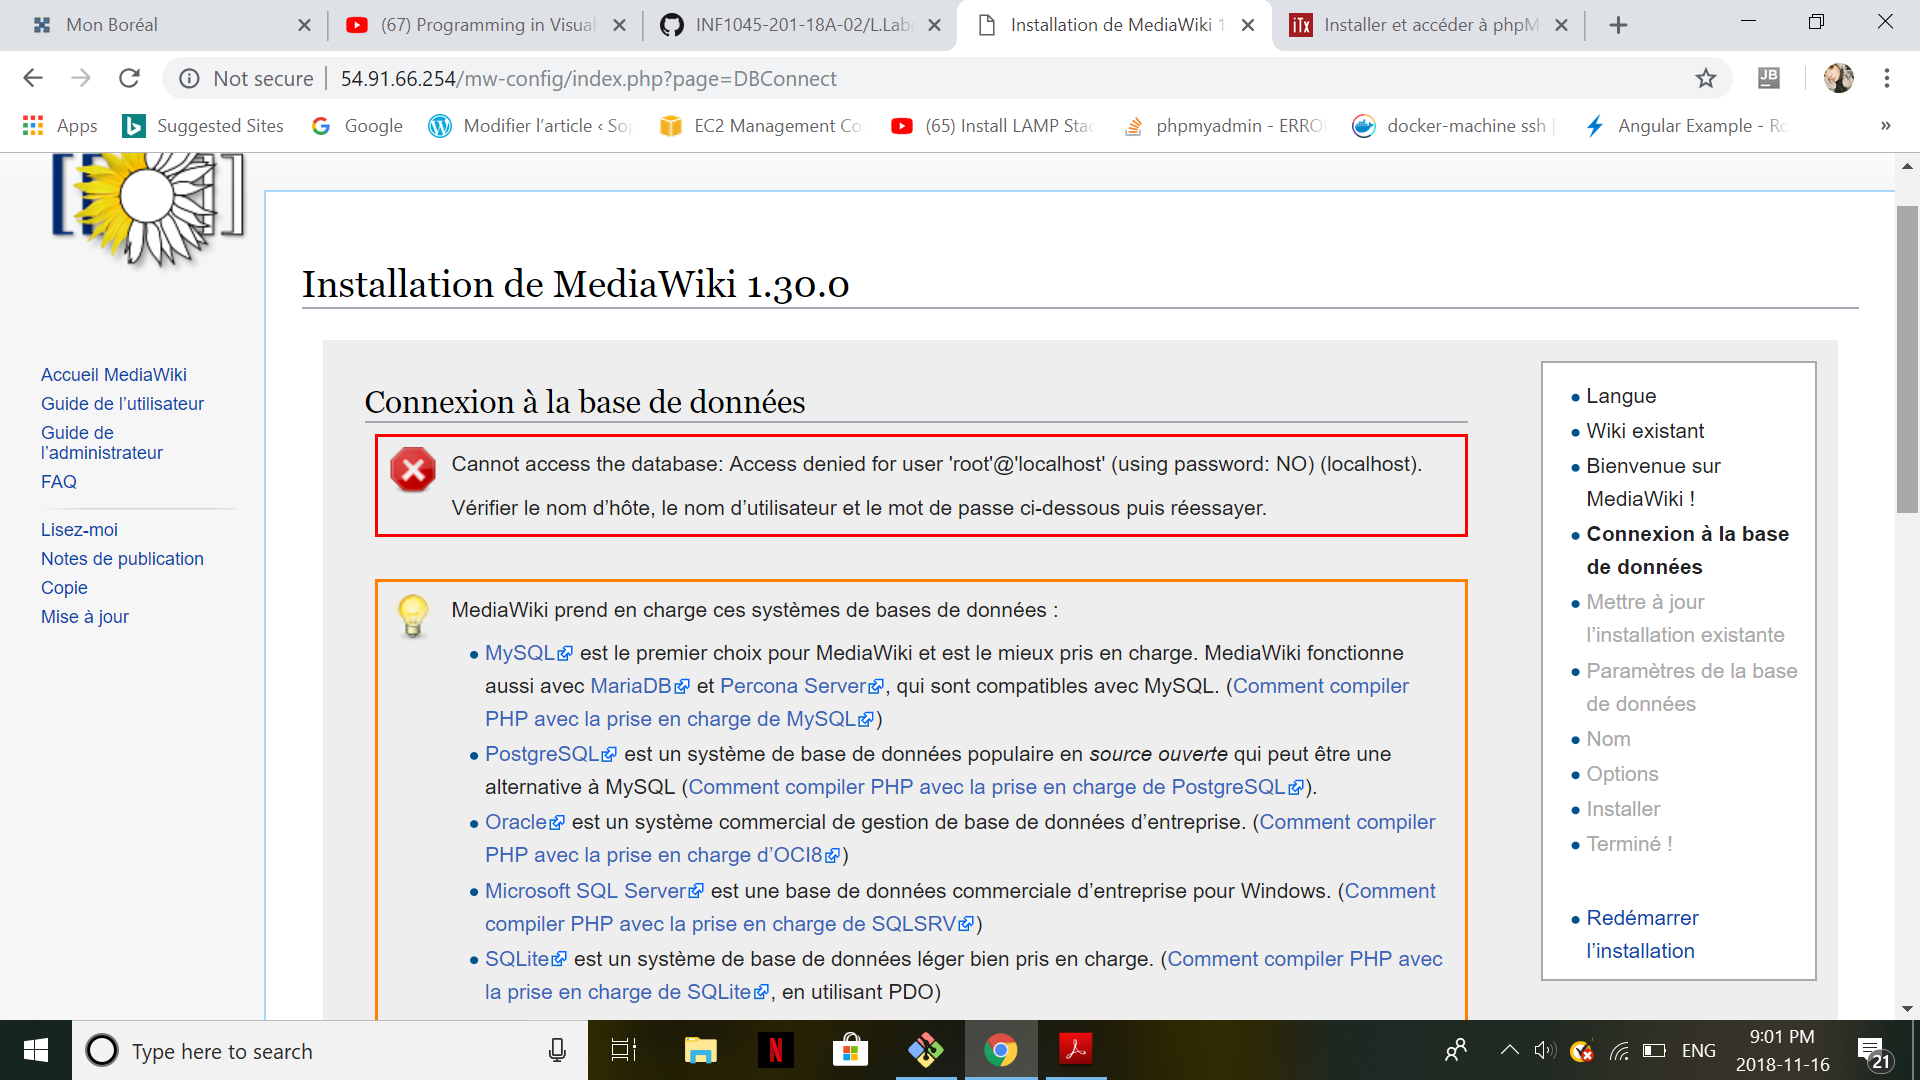 Mon Boréal
(67) Programming in Visual
INF1045-201-18A-02/L.Labo
Installation de MediaWiki 1
Installer et accéder à phpM
Not secure
54.91.66.254/mw-config/index.php?page=DBConnect
JB
Apps
Suggested Sites
Google
Modifier l'article ‹ So
EC2 Management Co
(65) Install LAMP Stac
phpmyadmin - ERRO
docker-machine ssh
Angular Example - Ro
»
Installation de MediaWiki 1.30.0
Accueil MediaWiki
Guide de l’utilisateur
Guide de
l’administrateur
FAQ
Lisez-moi
Notes de publication
Copie
Mise à jour
Connexion à la base de données
Cannot access the database: Access denied for user 'root'@'localhost' (using password: NO) (localhost).
Vérifier le nom d’hôte, le nom d’utilisateur et le mot de passe ci-dessous puis réessayer.
MediaWiki prend en charge ces systèmes de bases de données :
MySQL est le premier choix pour MediaWiki et est le mieux pris en charge. MediaWiki fonctionne
aussi avec MariaDB et Percona Server, qui sont compatibles avec MySQL. (Comment compiler
PHP avec la prise en charge de MySQL)
PostgreSQL est un système de base de données populaire en source ouverte qui peut être une
alternative à MySQL (Comment compiler PHP avec la prise en charge de PostgreSQL).
Oracle est un système commercial de gestion de base de données d’entreprise. (Comment compiler
PHP avec la prise en charge d’OCI8)
Microsoft SQL Server est une base de données commerciale d’entreprise pour Windows. (Comment
compiler PHP avec la prise en charge de SQLSRV)
SQLite est un système de base de données léger bien pris en charge. (Comment compiler PHP avec
la prise en charge de SQLite, en utilisant PDO)
Langue
Wiki existant
Bienvenue sur
MediaWiki !
Connexion à la base
de données
Mettre à jour
l’installation existante
Paramètres de la base
de données
Nom
Options
Installer
Terminé !
Redémarrer
l’installation
Type here to search
ENG
9:01 PM
2018-11-16
21